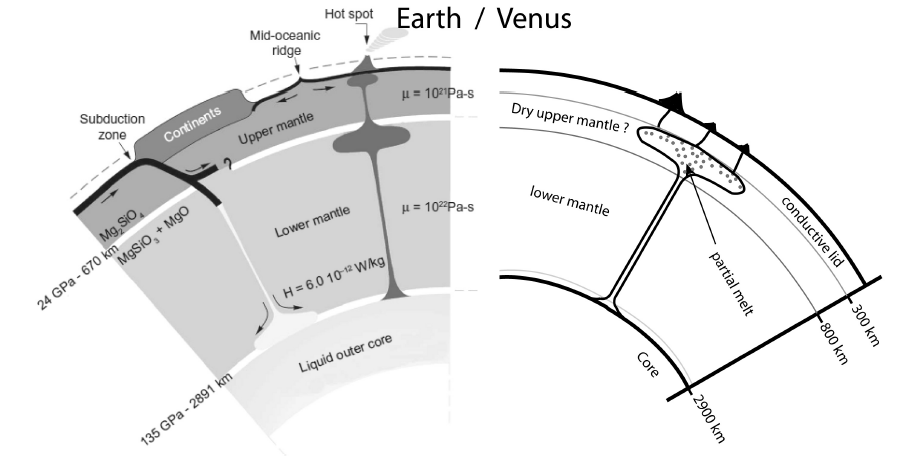 Earth / Venus
Hot spot
Mid-oceanic
ridge
Subduction
zone
Continents
Upper mantle
μ = 10²¹Pa-s
?
Mg₂SiO₄
MgSiO₃ + MgO
24 GPa - 670 km
Lower mantle
μ = 10²²Pa-s
H = 6.0 10⁻¹² W/kg
Liquid outer core
135 GPa - 2891 km
Dry upper mantle ?
lower mantle
conductive lid
partial melt
Core
300 km
800 km
2900 km